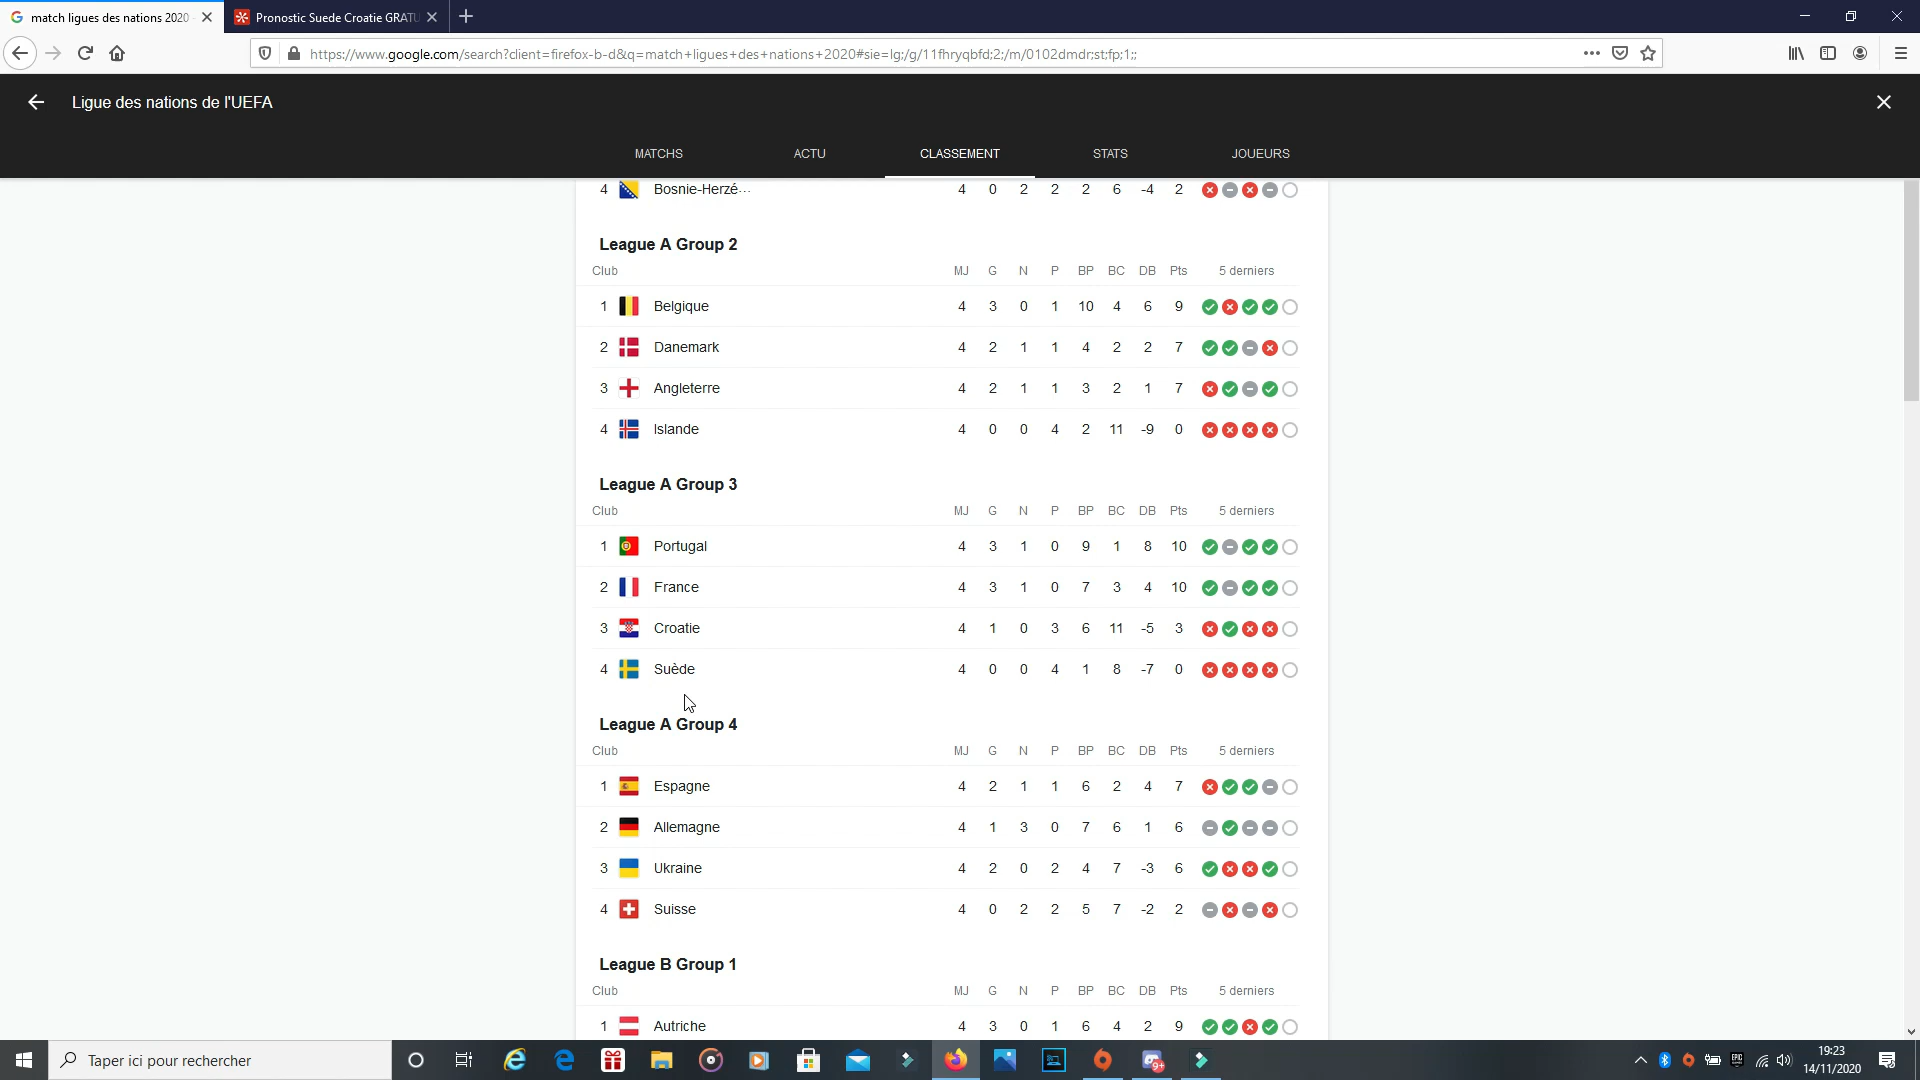 match ligues des nations 2020
Pronostic Suede Croatie GRATU
https://www.google.com/search?client=firefox-b-d&q=match+ligues+des+nations+2020#sie=lg;/g/11fhryqbfd;2;/m/0102dmdr;st;fp;1;;
Ligue des nations de l'UEFA
MATCHS ACTU CLASSEMENT STATS JOUEURS
4 Bosnie-Herzé··· 4 0 2 2 2 6 -4 2
League A Group 2
Club MJ G N P BP BC DB Pts 5 derniers
1 Belgique 4 3 0 1 10 4 6 9
2 Danemark 4 2 1 1 4 2 2 7
3 Angleterre 4 2 1 1 3 2 1 7
4 Islande 4 0 0 4 2 11 -9 0
League A Group 3
Club MJ G N P BP BC DB Pts 5 derniers
1 Portugal 4 3 1 0 9 1 8 10
2 France 4 3 1 0 7 3 4 10
3 Croatie 4 1 0 3 6 11 -5 3
4 Suède 4 0 0 4 1 8 -7 0
League A Group 4
Club MJ G N P BP BC DB Pts 5 derniers
1 Espagne 4 2 1 1 6 2 4 7
2 Allemagne 4 1 3 0 7 6 1 6
3 Ukraine 4 2 0 2 4 7 -3 6
4 Suisse 4 0 2 2 5 7 -2 2
League B Group 1
Club MJ G N P BP BC DB Pts 5 derniers
1 Autriche 4 3 0 1 6 4 2 9
Taper ici pour rechercher
9+
EPIC
19:23
14/11/2020